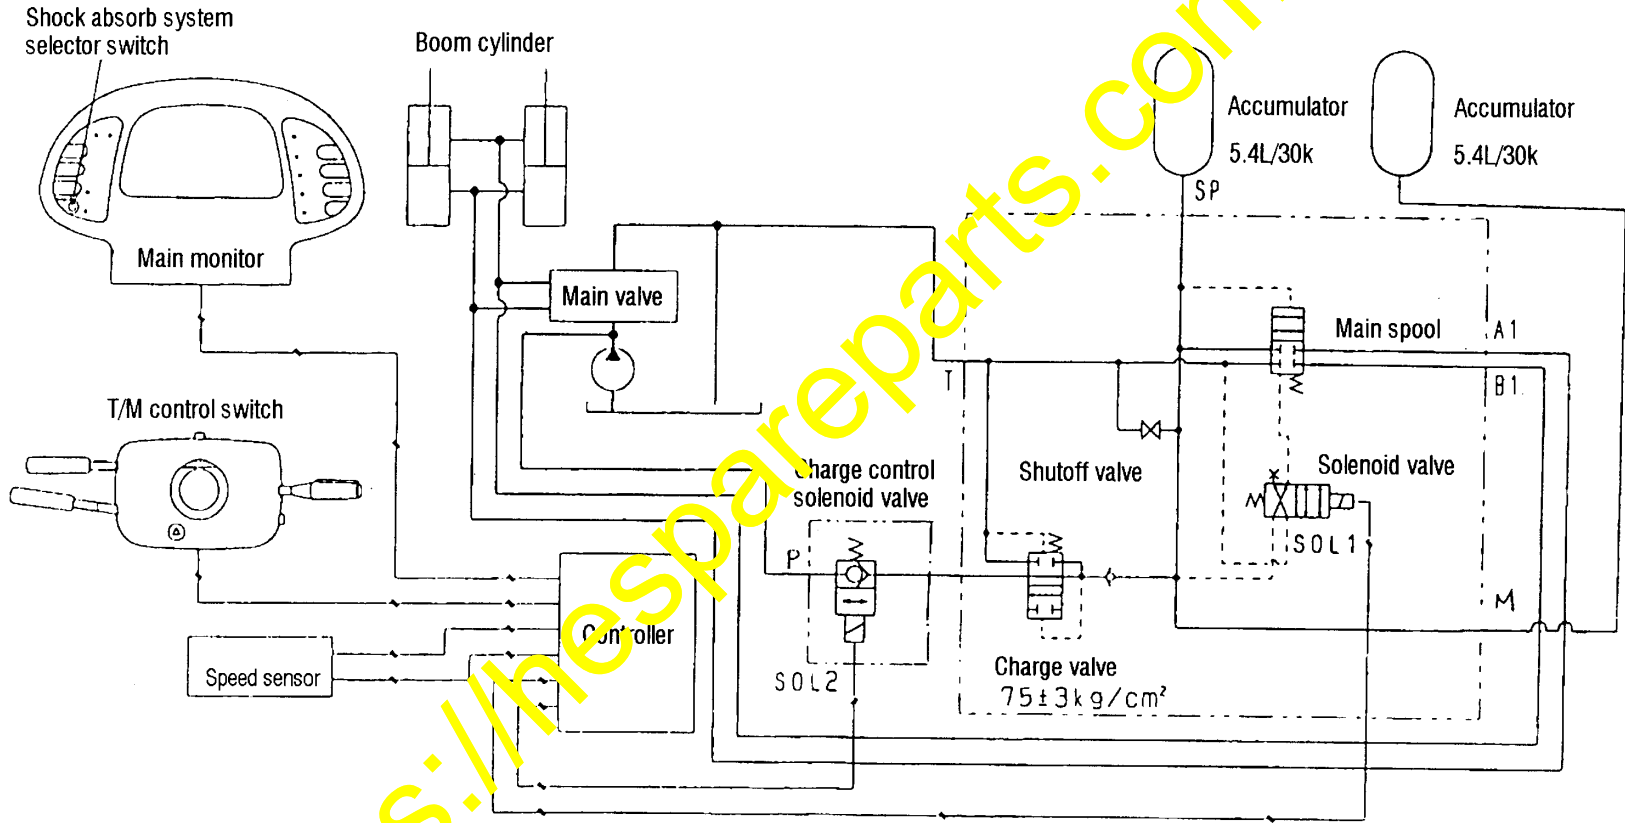 Shock absorb system
selector switch
Boom cylinder
Accumulator
5.4L/30k
Accumulator
5.4L/30k
SP
Main monitor
Main valve
Main spool
A1
B1
T
T/M control switch
Charge control
solenoid valve
Shutoff valve
Solenoid valve
SOL1
P
M
Controller
Speed sensor
SOL2
Charge valve
75±3kg/cm²
s://hespareparts.com